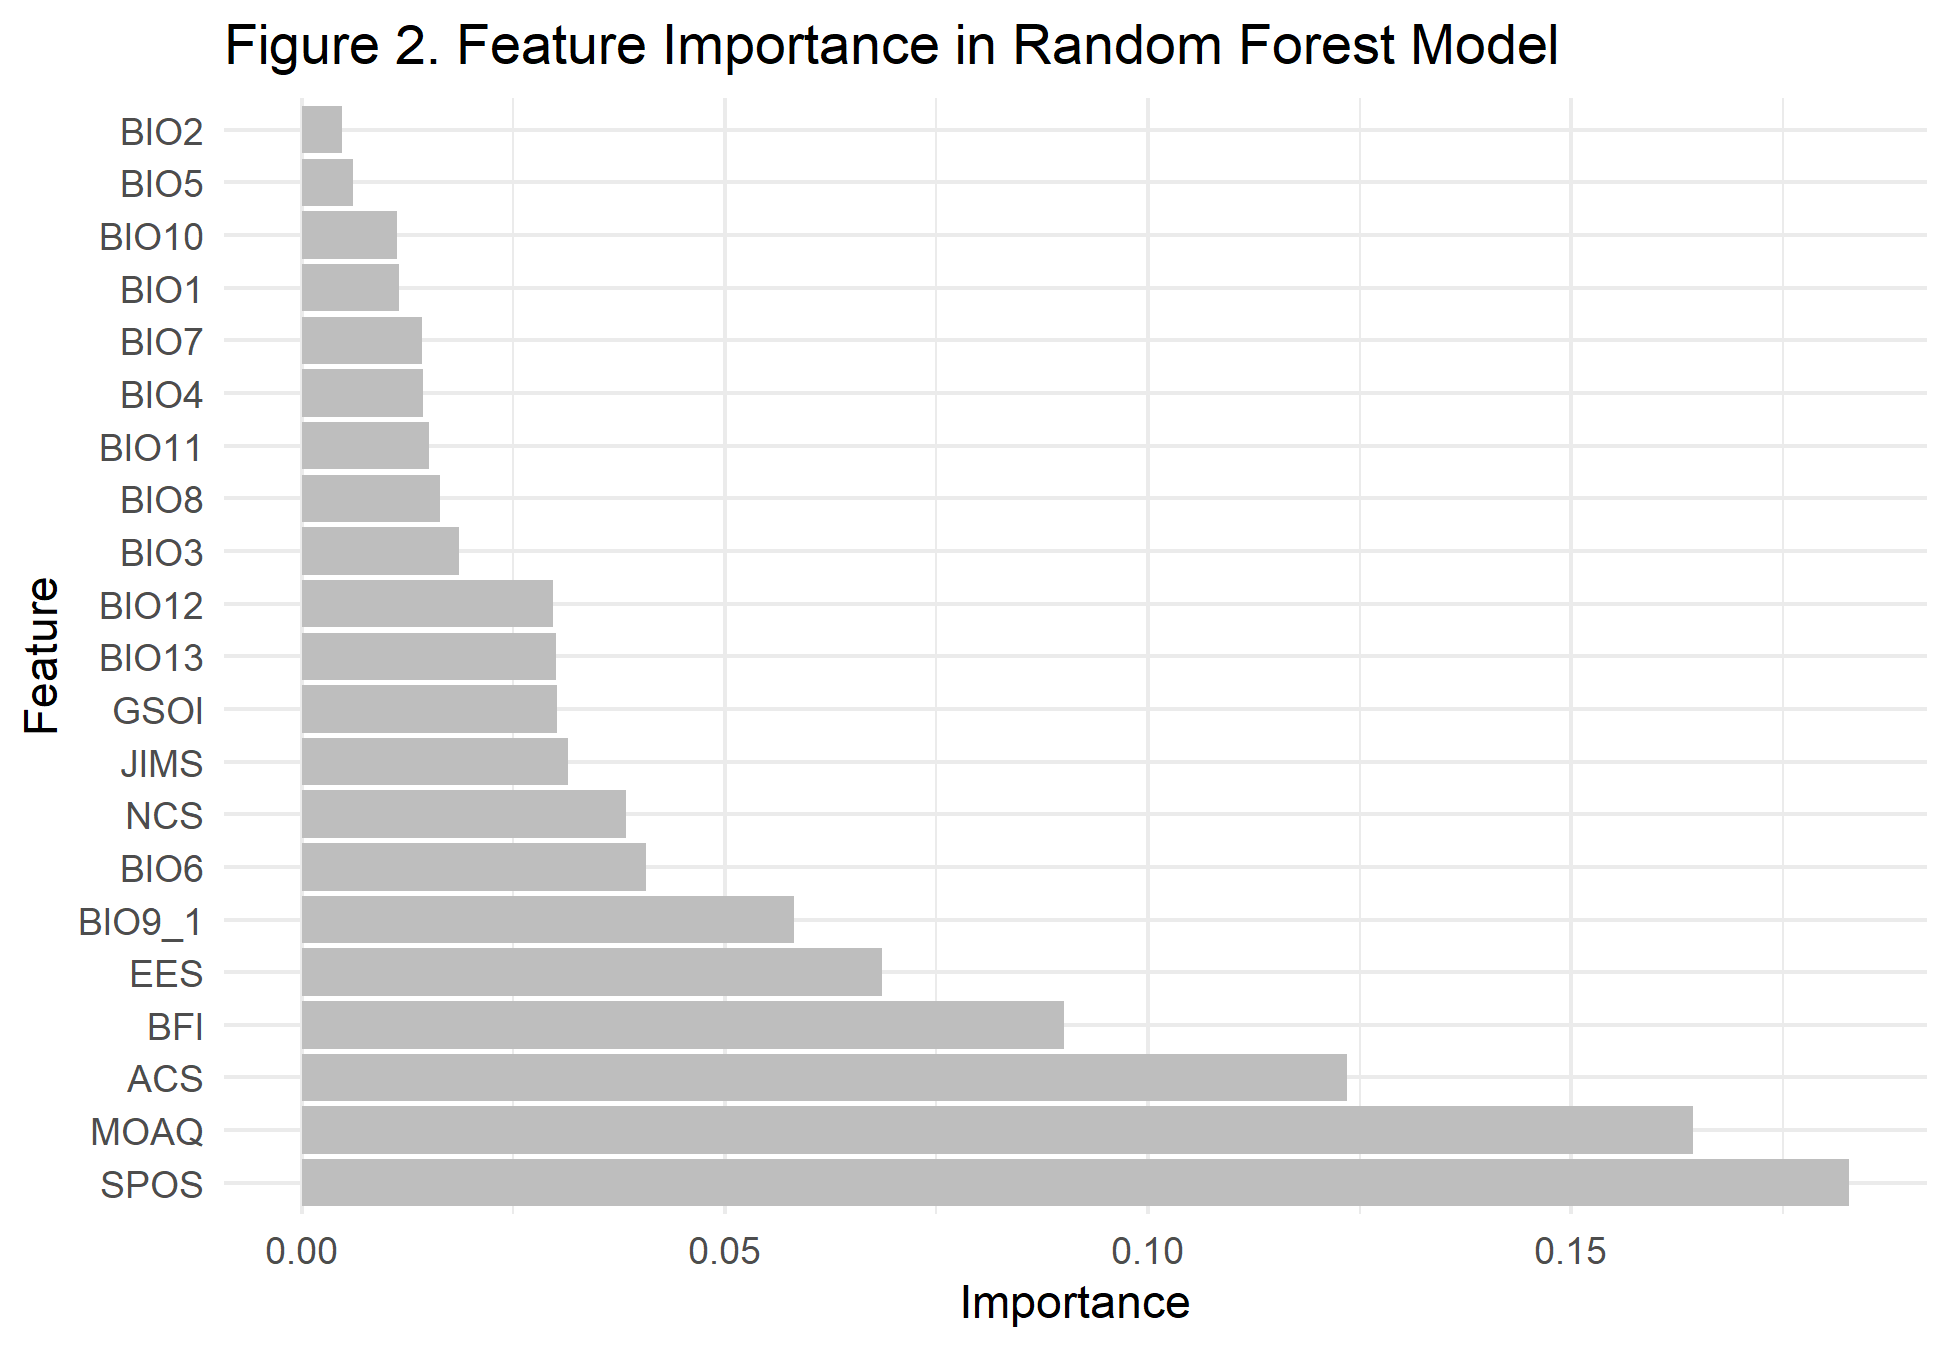 Figure 2. Feature Importance in Random Forest Model
BIO2
BIO5
BIO10
BIO1
BIO7
BIO4
BIO11
BIO8
BIO3
BIO12
BIO13
GSOI
JIMS
NCS
BIO6
BIO9_1
EES
BFI
ACS
MOAQ
SPOS
Feature
0.00 0.05 0.10 0.15
Importance